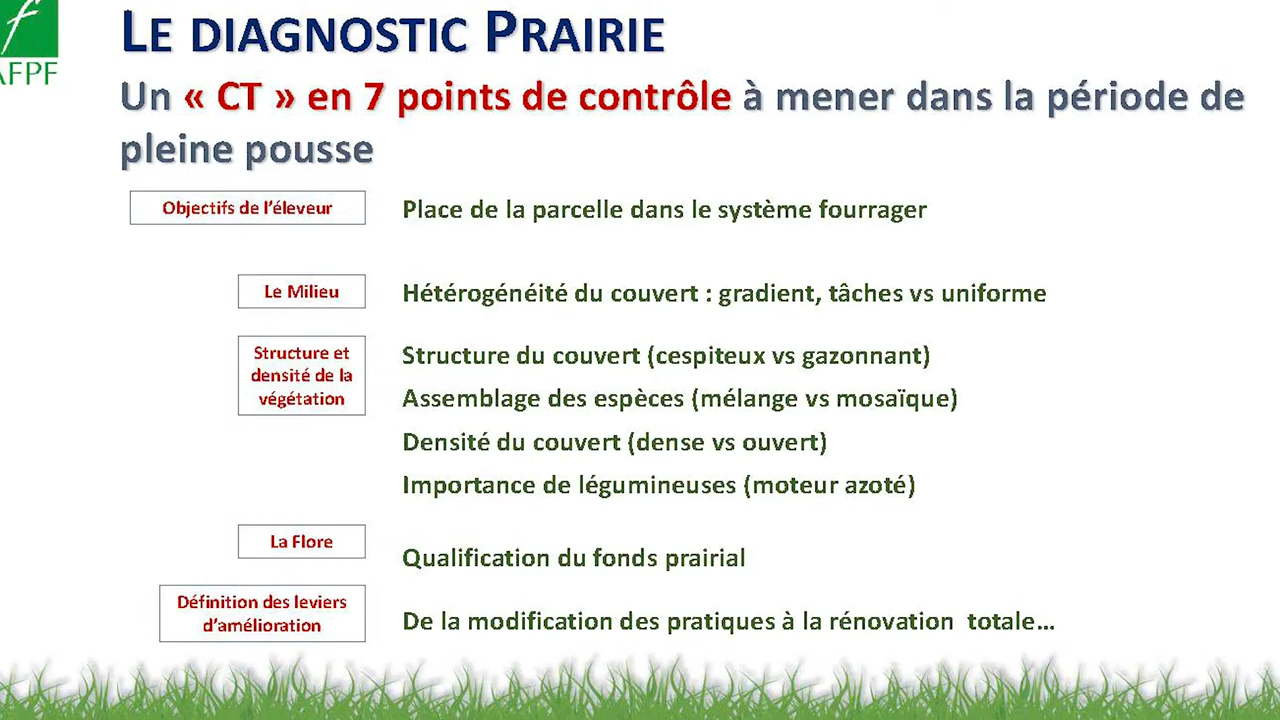 AFPF
LE DIAGNOSTIC PRAIRIE
Un « CT » en 7 points de contrôle à mener dans la période de
pleine pousse
Objectifs de l’éleveur
Place de la parcelle dans le système fourrager
Le Milieu
Hétérogénéité du couvert : gradient, tâches vs uniforme
Structure et
densité de la
végétation
Structure du couvert (cespiteux vs gazonnant)
Assemblage des espèces (mélange vs mosaïque)
Densité du couvert (dense vs ouvert)
Importance de légumineuses (moteur azoté)
La Flore
Qualification du fonds prairial
Définition des leviers
d’amélioration
De la modification des pratiques à la rénovation  totale…